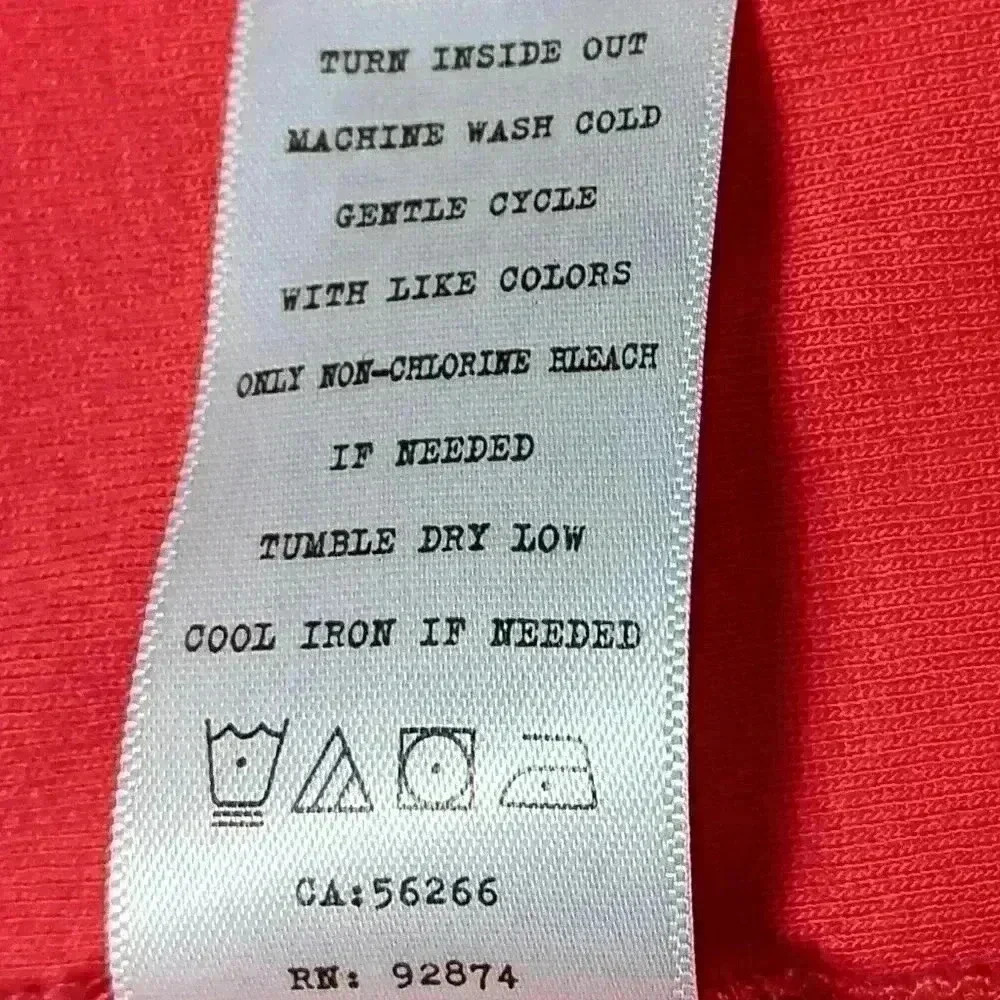 TURN INSIDE OUT
MACHINE WASH COLD
GENTLE CYCLE
WITH LIKE COLORS
ONLY NON-CHLORINE BLEACH
IF NEEDED
TUMBLE DRY LOW
COOL IRON IF NEEDED
CA:56266
RN: 92874